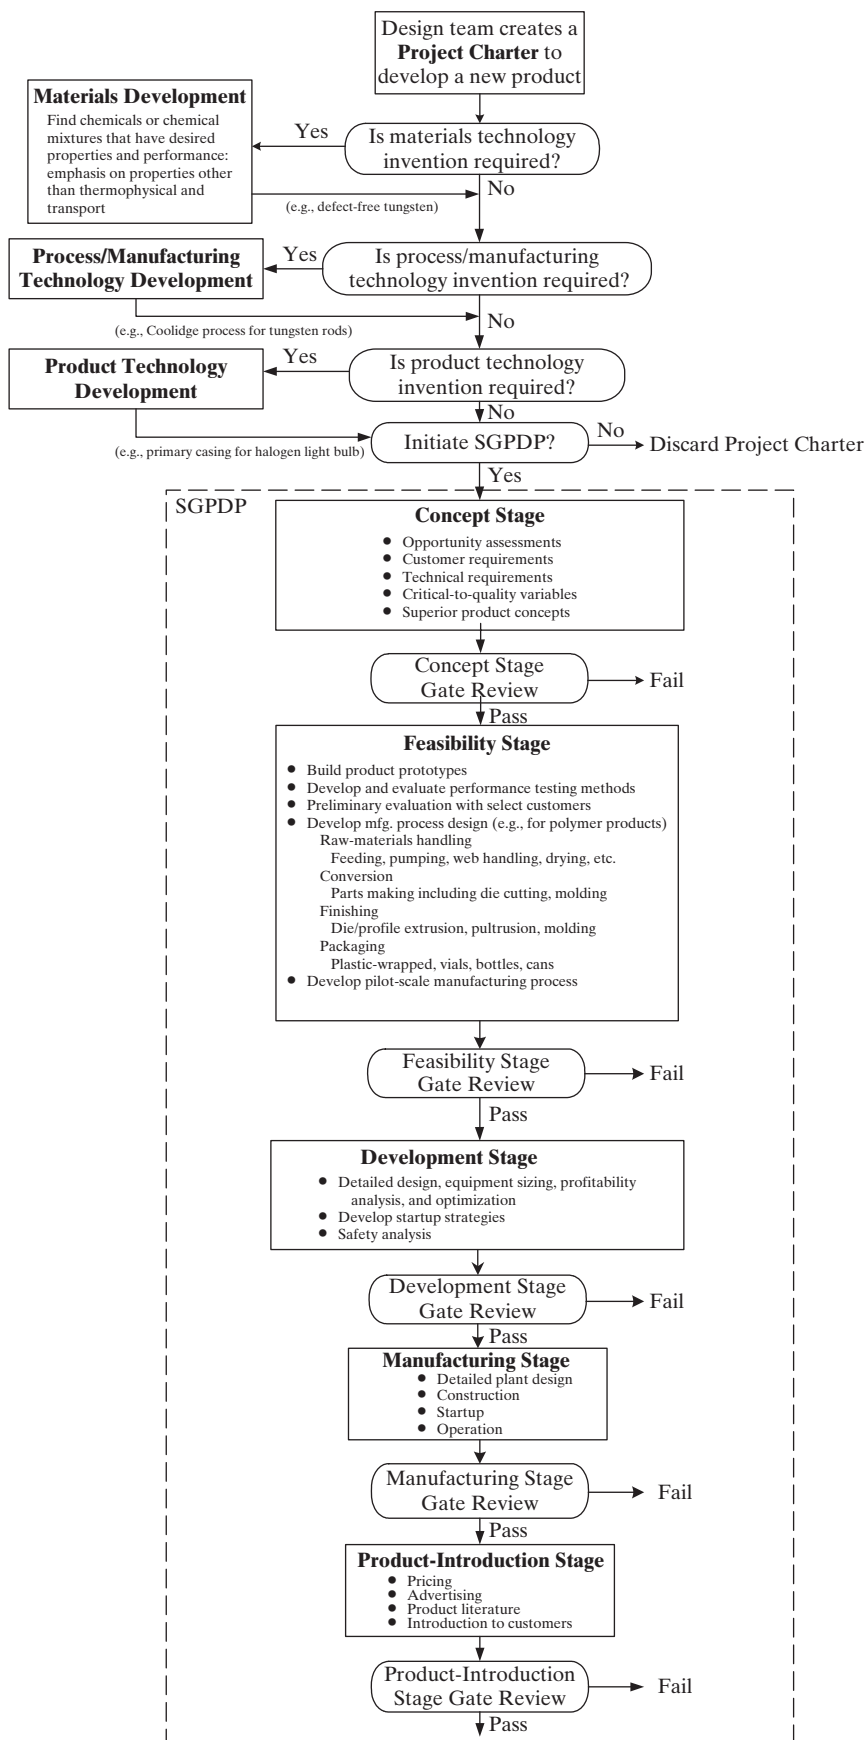 Design team creates a
Project Charter to
develop a new product
Materials Development
Find chemicals or chemical
mixtures that have desired
properties and performance:
emphasis on properties other
than thermophysical and
transport
Yes
Is materials technology
invention required?
No
(e.g., defect-free tungsten)
Process/Manufacturing
Technology Development
Yes
Is process/manufacturing
technology invention required?
No
(e.g., Coolidge process for tungsten rods)
Product Technology
Development
Yes
Is product technology
invention required?
No
(e.g., primary casing for halogen light bulb)
Initiate SGPDP?
No
Discard Project Charter
Yes
SGPDP
Concept Stage
● Opportunity assessments
● Customer requirements
● Technical requirements
● Critical-to-quality variables
● Superior product concepts
Concept Stage
Gate Review
Fail
Pass
Feasibility Stage
● Build product prototypes
● Develop and evaluate performance testing methods
● Preliminary evaluation with select customers
● Develop mfg. process design (e.g., for polymer products)
Raw-materials handling
Feeding, pumping, web handling, drying, etc.
Conversion
Parts making including die cutting, molding
Finishing
Die/profile extrusion, pultrusion, molding
Packaging
Plastic-wrapped, vials, bottles, cans
● Develop pilot-scale manufacturing process
Feasibility Stage
Gate Review
Fail
Pass
Development Stage
● Detailed design, equipment sizing, profitability
analysis, and optimization
● Develop startup strategies
● Safety analysis
Development Stage
Gate Review
Fail
Pass
Manufacturing Stage
● Detailed plant design
● Construction
● Startup
● Operation
Manufacturing Stage
Gate Review
Fail
Pass
Product-Introduction Stage
● Pricing
● Advertising
● Product literature
● Introduction to customers
Product-Introduction
Stage Gate Review
Fail
Pass